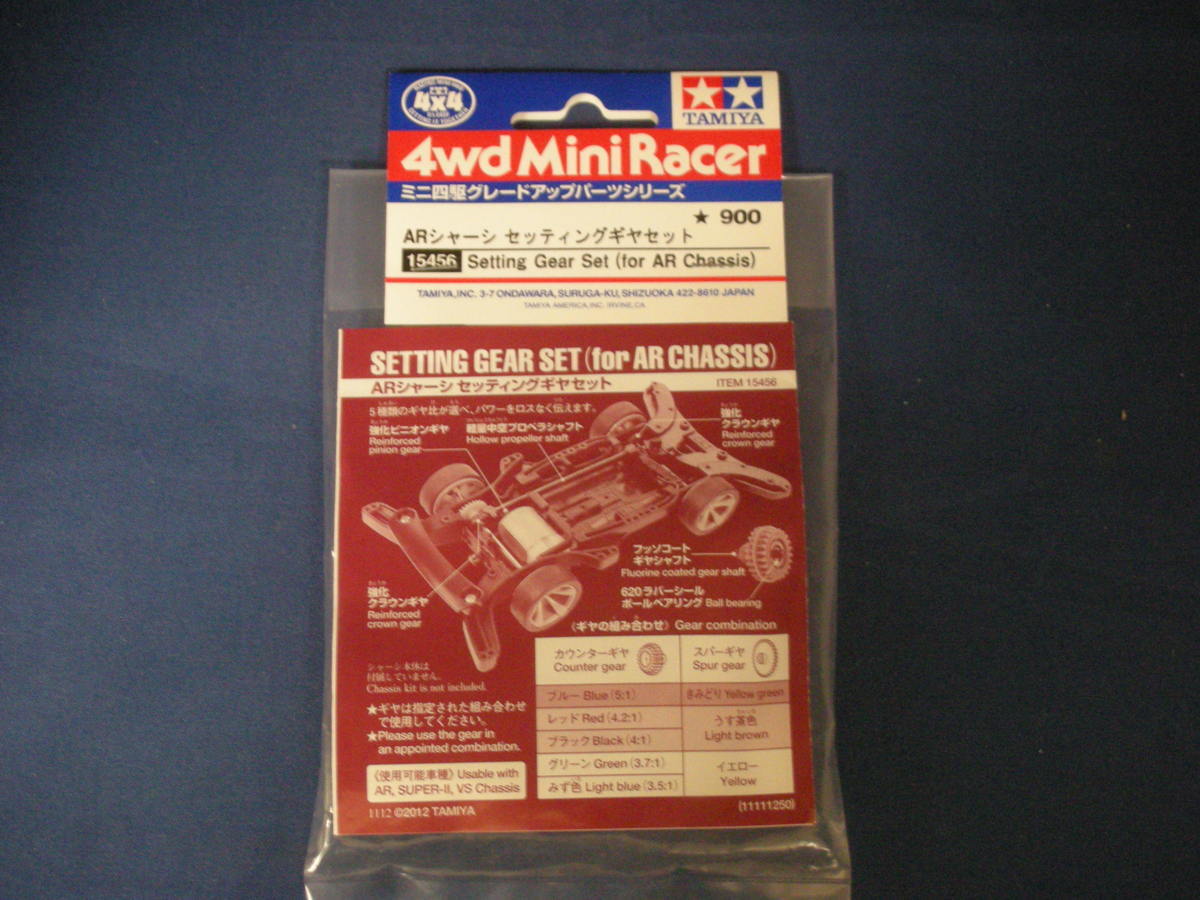 4x4
TAMIYA
4wd Mini Racer
ミニ四駆グレードアップパーツシリーズ
★ 900
ARシャーシ セッティングギヤセット
15456 Setting Gear Set (for AR Chassis)
TAMIYA,INC. 3-7 ONDAWARA, SURUGA-KU, SHIZUOKA 422-8610 JAPAN
TAMIYA AMERICA,INC. IRVINE,CA.
SETTING GEAR SET (for AR CHASSIS)
ARシャーシ セッティングギヤセット
ITEM 15456
5種類のギヤ比が選べ、パワーをロスなく伝えます。
強化ピニオンギヤ
Reinforced
pinion gear
軽量中空プロペラシャフト
Hollow propeller shaft
強化
クラウンギヤ
Reinforced
crown gear
フッソコート
ギヤシャフト
Fluorine coated gear shaft
620ラバーシール
ボールベアリング Ball bearing
強化
クラウンギヤ
Reinforced
crown gear
《ギヤの組み合わせ》 Gear combination
カウンターギヤ
Counter gear
スパーギヤ
Spur gear
ブルー Blue (5:1)
きみどり Yellow green
レッド Red (4.2:1)
ブラック Black (4:1)
うす茶色
Light brown
グリーン Green (3.7:1)
みず色 Light blue (3.5:1)
イエロー
Yellow
シャーシ本体は
付属していません。
Chassis kit is not included.
★ギヤは指定された組み合わせ
で使用してください。
★Please use the gear in
an appointed combination.
《使用可能車種》 Usable with
AR, SUPER-II, VS Chassis
1112 ©2012 TAMIYA
(11111250)